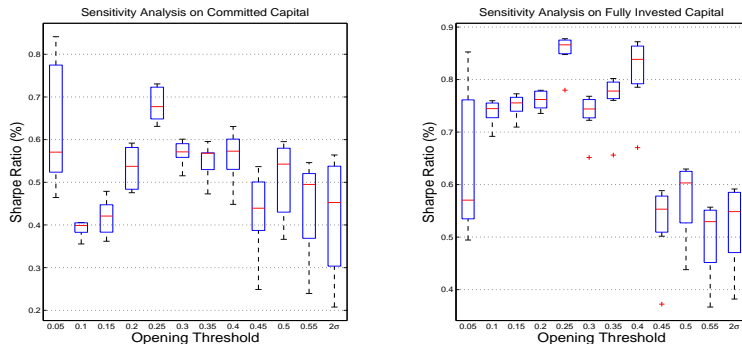 Sensitivity Analysis on Committed Capital
Sharpe Ratio (%)
0.8
0.7
0.6
0.5
0.4
0.3
0.2
0.05 0.1 0.15 0.2 0.25 0.3 0.35 0.4 0.45 0.5 0.55 2σ
Opening Threshold
Sensitivity Analysis on Fully Invested Capital
Sharpe Ratio (%)
0.9
0.8
0.7
0.6
0.5
0.4
0.05 0.1 0.15 0.2 0.25 0.3 0.35 0.4 0.45 0.5 0.55 2σ
Opening Threshold